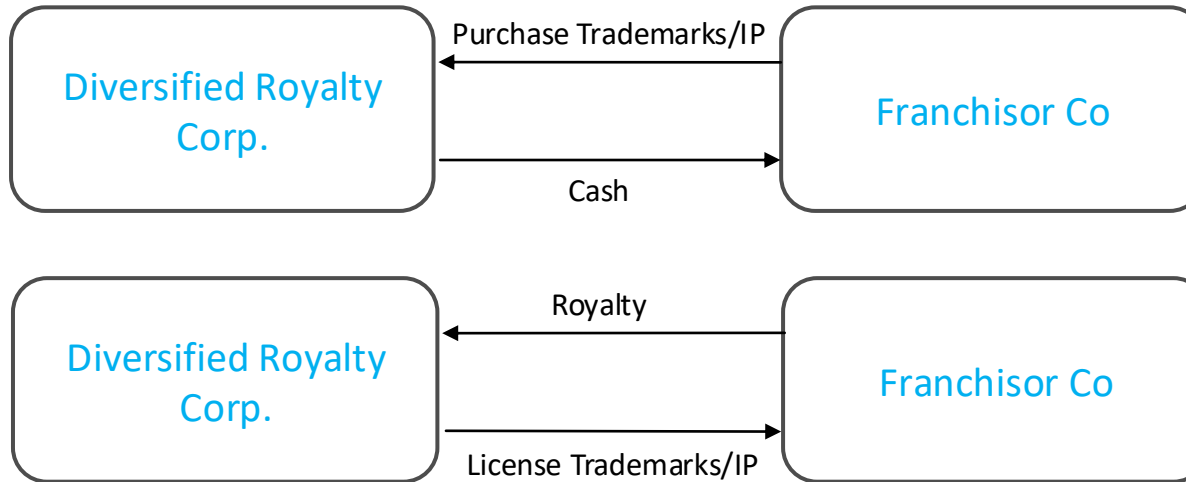 Purchase Trademarks/IP
Diversified Royalty
Corp.
Franchisor Co
Cash
Royalty
Diversified Royalty
Corp.
Franchisor Co
License Trademarks/IP